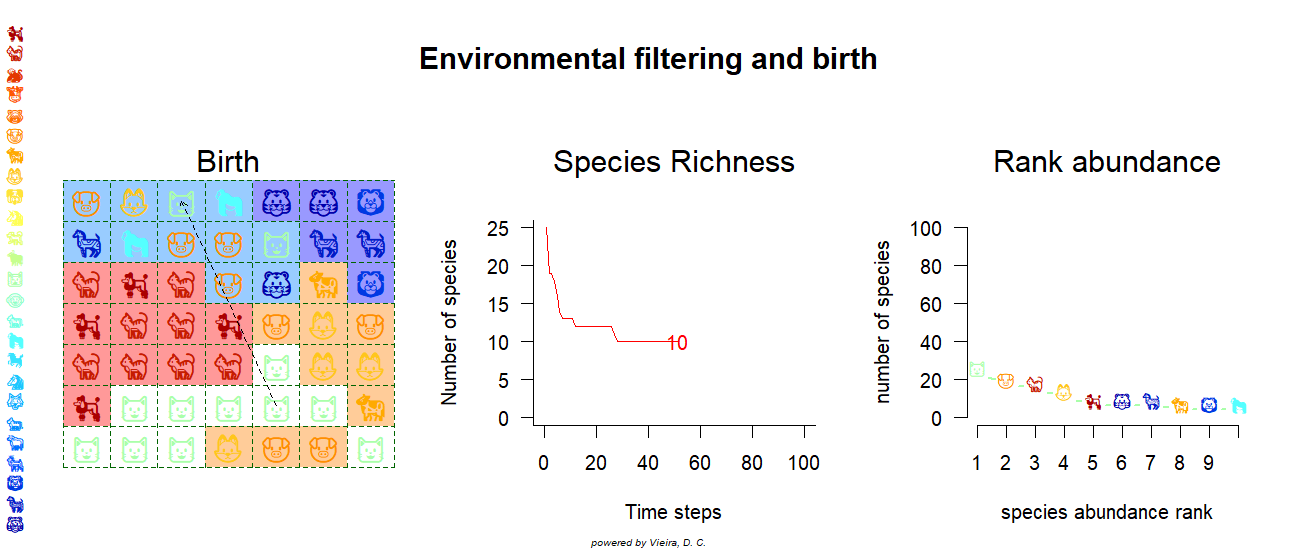 Environmental filtering and birth
Birth
Species Richness
Rank abundance
Number of species
25
20
15
10
5
0
10
0 20 40 60 80 100
Time steps
number of species
100
80
60
40
20
0
1 2 3 4 5 6 7 8 9
species abundance rank
powered by Vieira, D. C.